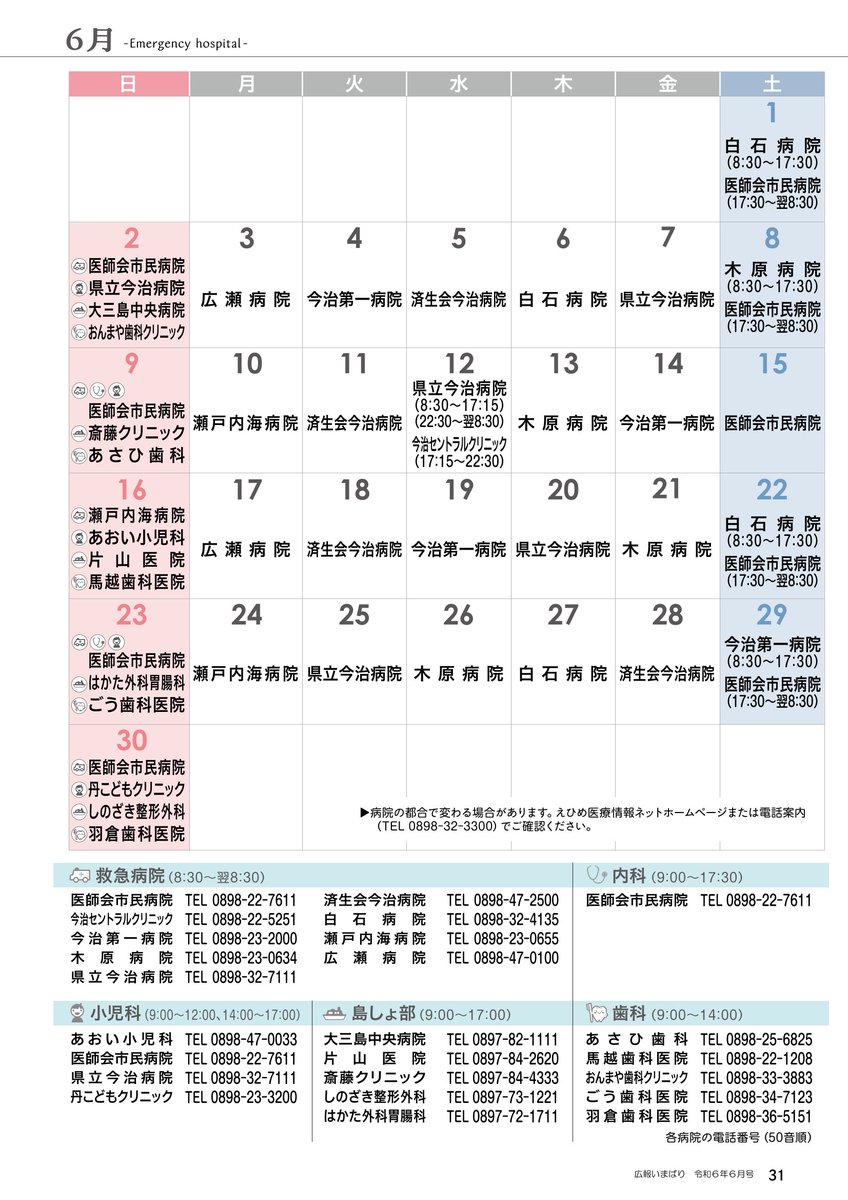 6月 -Emergency hospital-
日 月 火 水 木 金 土
1
白石病院
(8:30～17:30)
医師会市民病院
(17:30～翌8:30)
2
医師会市民病院
県立今治病院
大三島中央病院
おんまや歯科クリニック
3
広瀬病院
4
今治第一病院
5
済生会今治病院
6
白石病院
7
県立今治病院
8
木原病院
(8:30～17:30)
医師会市民病院
(17:30～翌8:30)
9
医師会市民病院
斎藤クリニック
あさひ歯科
10
瀬戸内海病院
11
済生会今治病院
12
県立今治病院
(8:30～17:15)
(22:30～翌8:30)
今治セントラルクリニック
(17:15～22:30)
13
木原病院
14
今治第一病院
15
医師会市民病院
16
瀬戸内海病院
あおい小児科
片山医院
馬越歯科医院
17
広瀬病院
18
済生会今治病院
19
今治第一病院
20
県立今治病院
21
木原病院
22
白石病院
(8:30～17:30)
医師会市民病院
(17:30～翌8:30)
23
医師会市民病院
はかた外科胃腸科
ごう歯科医院
24
瀬戸内海病院
25
県立今治病院
26
木原病院
27
白石病院
28
済生会今治病院
29
今治第一病院
(8:30～17:30)
医師会市民病院
(17:30～翌8:30)
30
医師会市民病院
丹こどもクリニック
しのざき整形外科
羽倉歯科医院
▶病院の都合で変わる場合があります。えひめ医療情報ネットホームページまたは電話案内
(TEL 0898-32-3300)でご確認ください。
救急病院(8:30～翌8:30)
医師会市民病院 TEL 0898-22-7611
今治セントラルクリニック TEL 0898-22-5251
今治第一病院 TEL 0898-23-2000
木原病院 TEL 0898-23-0634
県立今治病院 TEL 0898-32-7111
済生会今治病院 TEL 0898-47-2500
白石病院 TEL 0898-32-4135
瀬戸内海病院 TEL 0898-23-0655
広瀬病院 TEL 0898-47-0100
内科(9:00～17:30)
医師会市民病院 TEL 0898-22-7611
小児科(9:00～12:00、14:00～17:00)
あおい小児科 TEL 0898-47-0033
医師会市民病院 TEL 0898-22-7611
県立今治病院 TEL 0898-32-7111
丹こどもクリニック TEL 0898-23-3200
島しょ部(9:00～17:00)
大三島中央病院 TEL 0897-82-1111
片山医院 TEL 0897-84-2620
斎藤クリニック TEL 0897-84-4333
しのざき整形外科 TEL 0897-73-1221
はかた外科胃腸科 TEL 0897-72-1711
歯科(9:00～14:00)
あさひ歯科 TEL 0898-25-6825
馬越歯科医院 TEL 0898-22-1208
おんまや歯科クリニック TEL 0898-33-3883
ごう歯科医院 TEL 0898-34-7123
羽倉歯科医院 TEL 0898-36-5151
各病院の電話番号(50音順)
広報いまばり 令和6年6月号 31